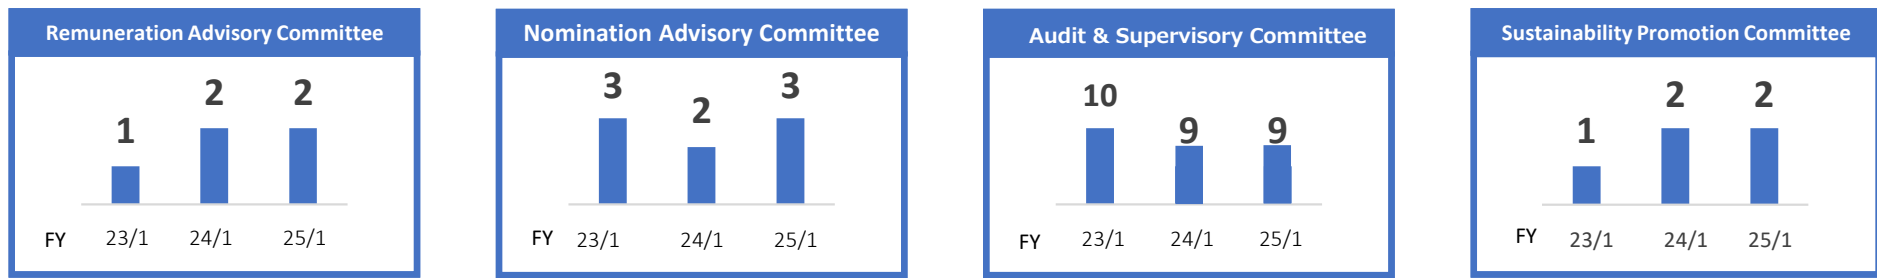 Remuneration Advisory Committee
1 2 2
FY 23/1 24/1 25/1
Nomination Advisory Committee
3 2 3
FY 23/1 24/1 25/1
Audit & Supervisory Committee
10 9 9
FY 23/1 24/1 25/1
Sustainability Promotion Committee
1 2 2
FY 23/1 24/1 25/1